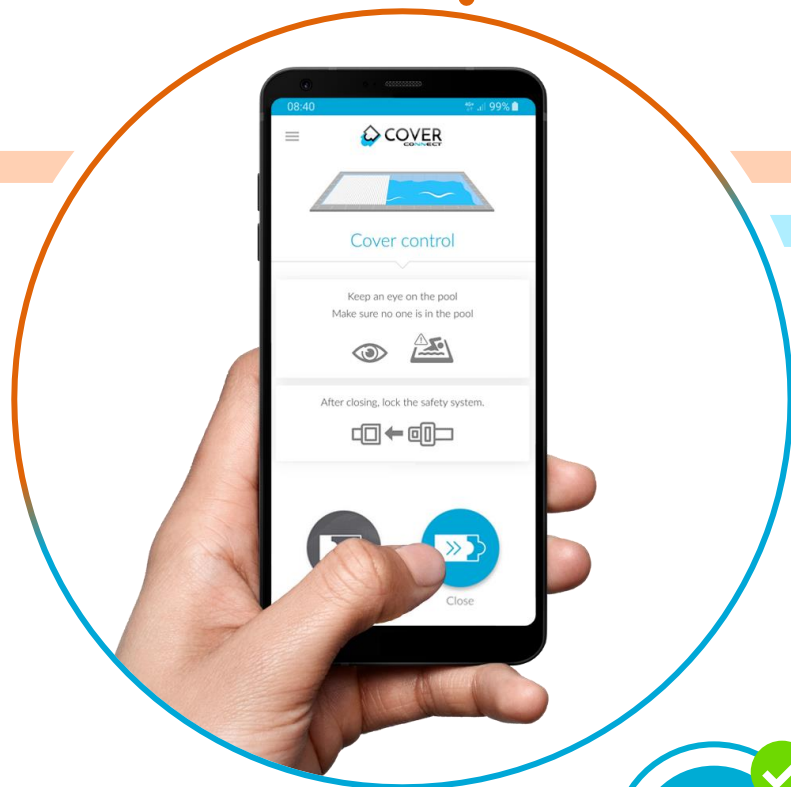 08:40
4G+ 99%
COVER
CONNECT
Cover control
Keep an eye on the pool
Make sure no one is in the pool
After closing, lock the safety system.
Close